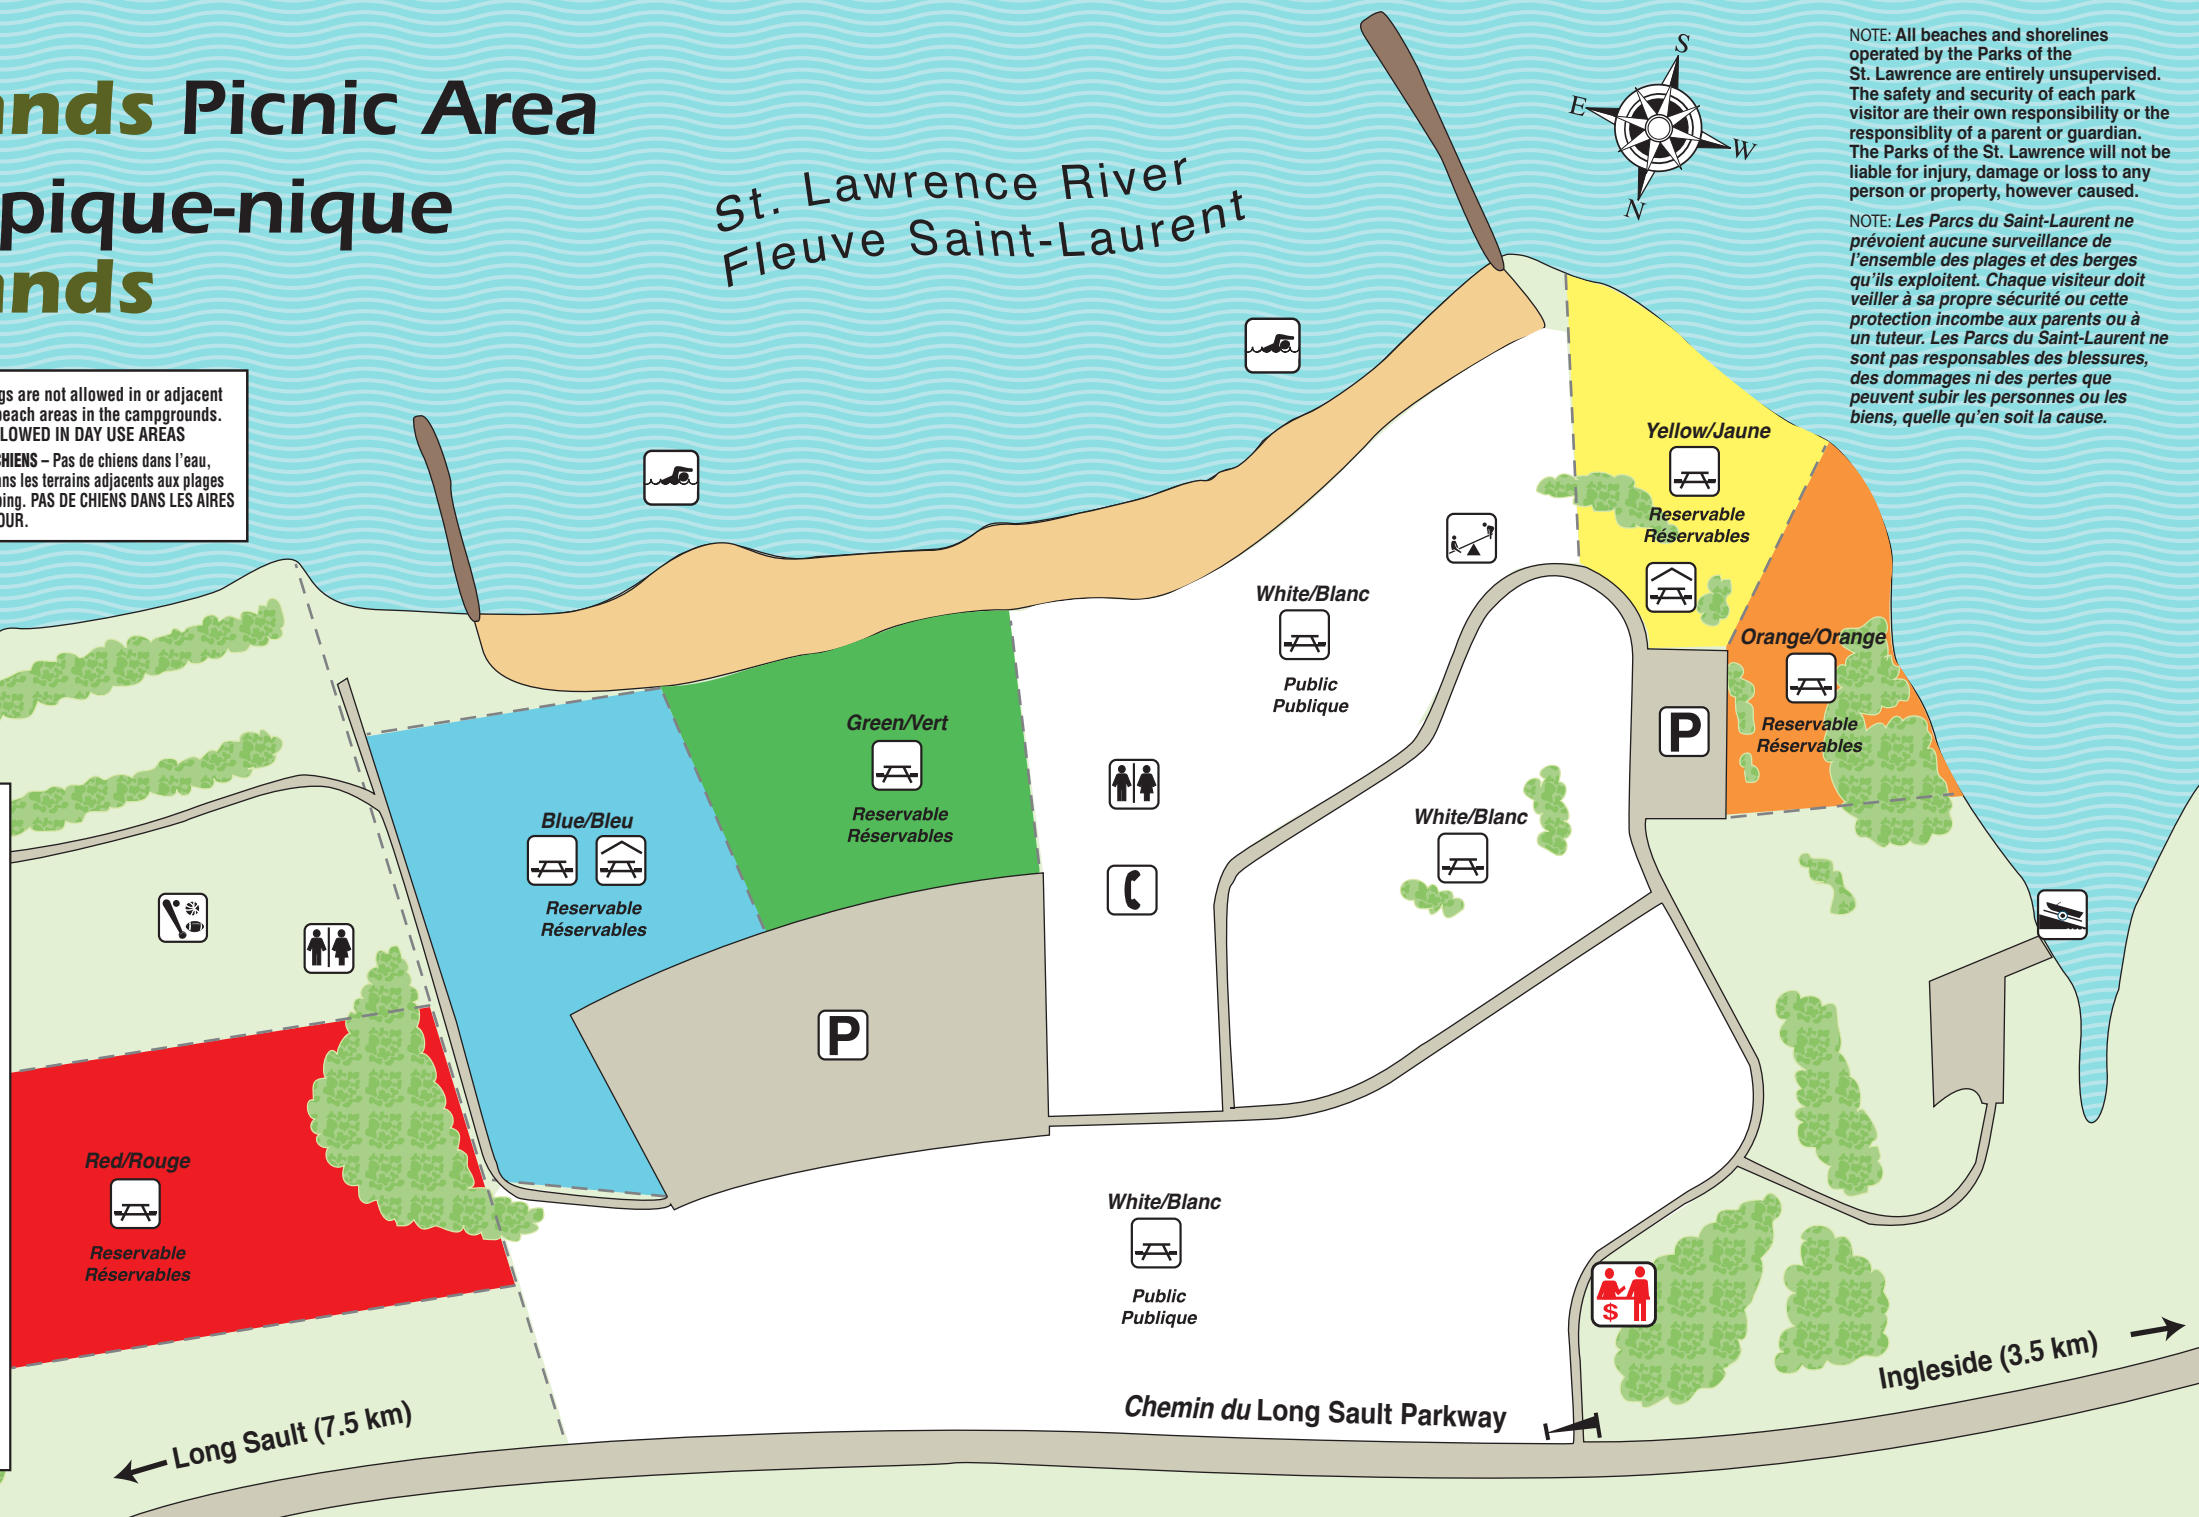 ands Picnic Area
pique-nique
ands
St. Lawrence River
Fleuve Saint-Laurent
S
E
W
N
NOTE: All beaches and shorelines
operated by the Parks of the
St. Lawrence are entirely unsupervised.
The safety and security of each park
visitor are their own responsibility or the
responsiblity of a parent or guardian.
The Parks of the St. Lawrence will not be
liable for injury, damage or loss to any
person or property, however caused.
NOTE: Les Parcs du Saint-Laurent ne
prévoient aucune surveillance de
l'ensemble des plages et des berges
qu'ils exploitent. Chaque visiteur doit
veiller à sa propre sécurité ou cette
protection incombe aux parents ou à
un tuteur. Les Parcs du Saint-Laurent ne
sont pas responsables des blessures,
des dommages ni des pertes que
peuvent subir les personnes ou les
biens, quelle qu'en soit la cause.
gs are not allowed in or adjacent
beach areas in the campgrounds.
LOWED IN DAY USE AREAS
CHIENS – Pas de chiens dans l'eau,
ans les terrains adjacents aux plages
ping. PAS DE CHIENS DANS LES AIRES
OUR.
Yellow/Jaune
Reservable
Réservables
Orange/Orange
Reservable
Réservables
P
White/Blanc
Public
Publique
Green/Vert
Reservable
Réservables
Blue/Bleu
Reservable
Réservables
White/Blanc
P
Red/Rouge
Reservable
Réservables
White/Blanc
Public
Publique
$
Ingleside (3.5 km)
Chemin du Long Sault Parkway
Long Sault (7.5 km)